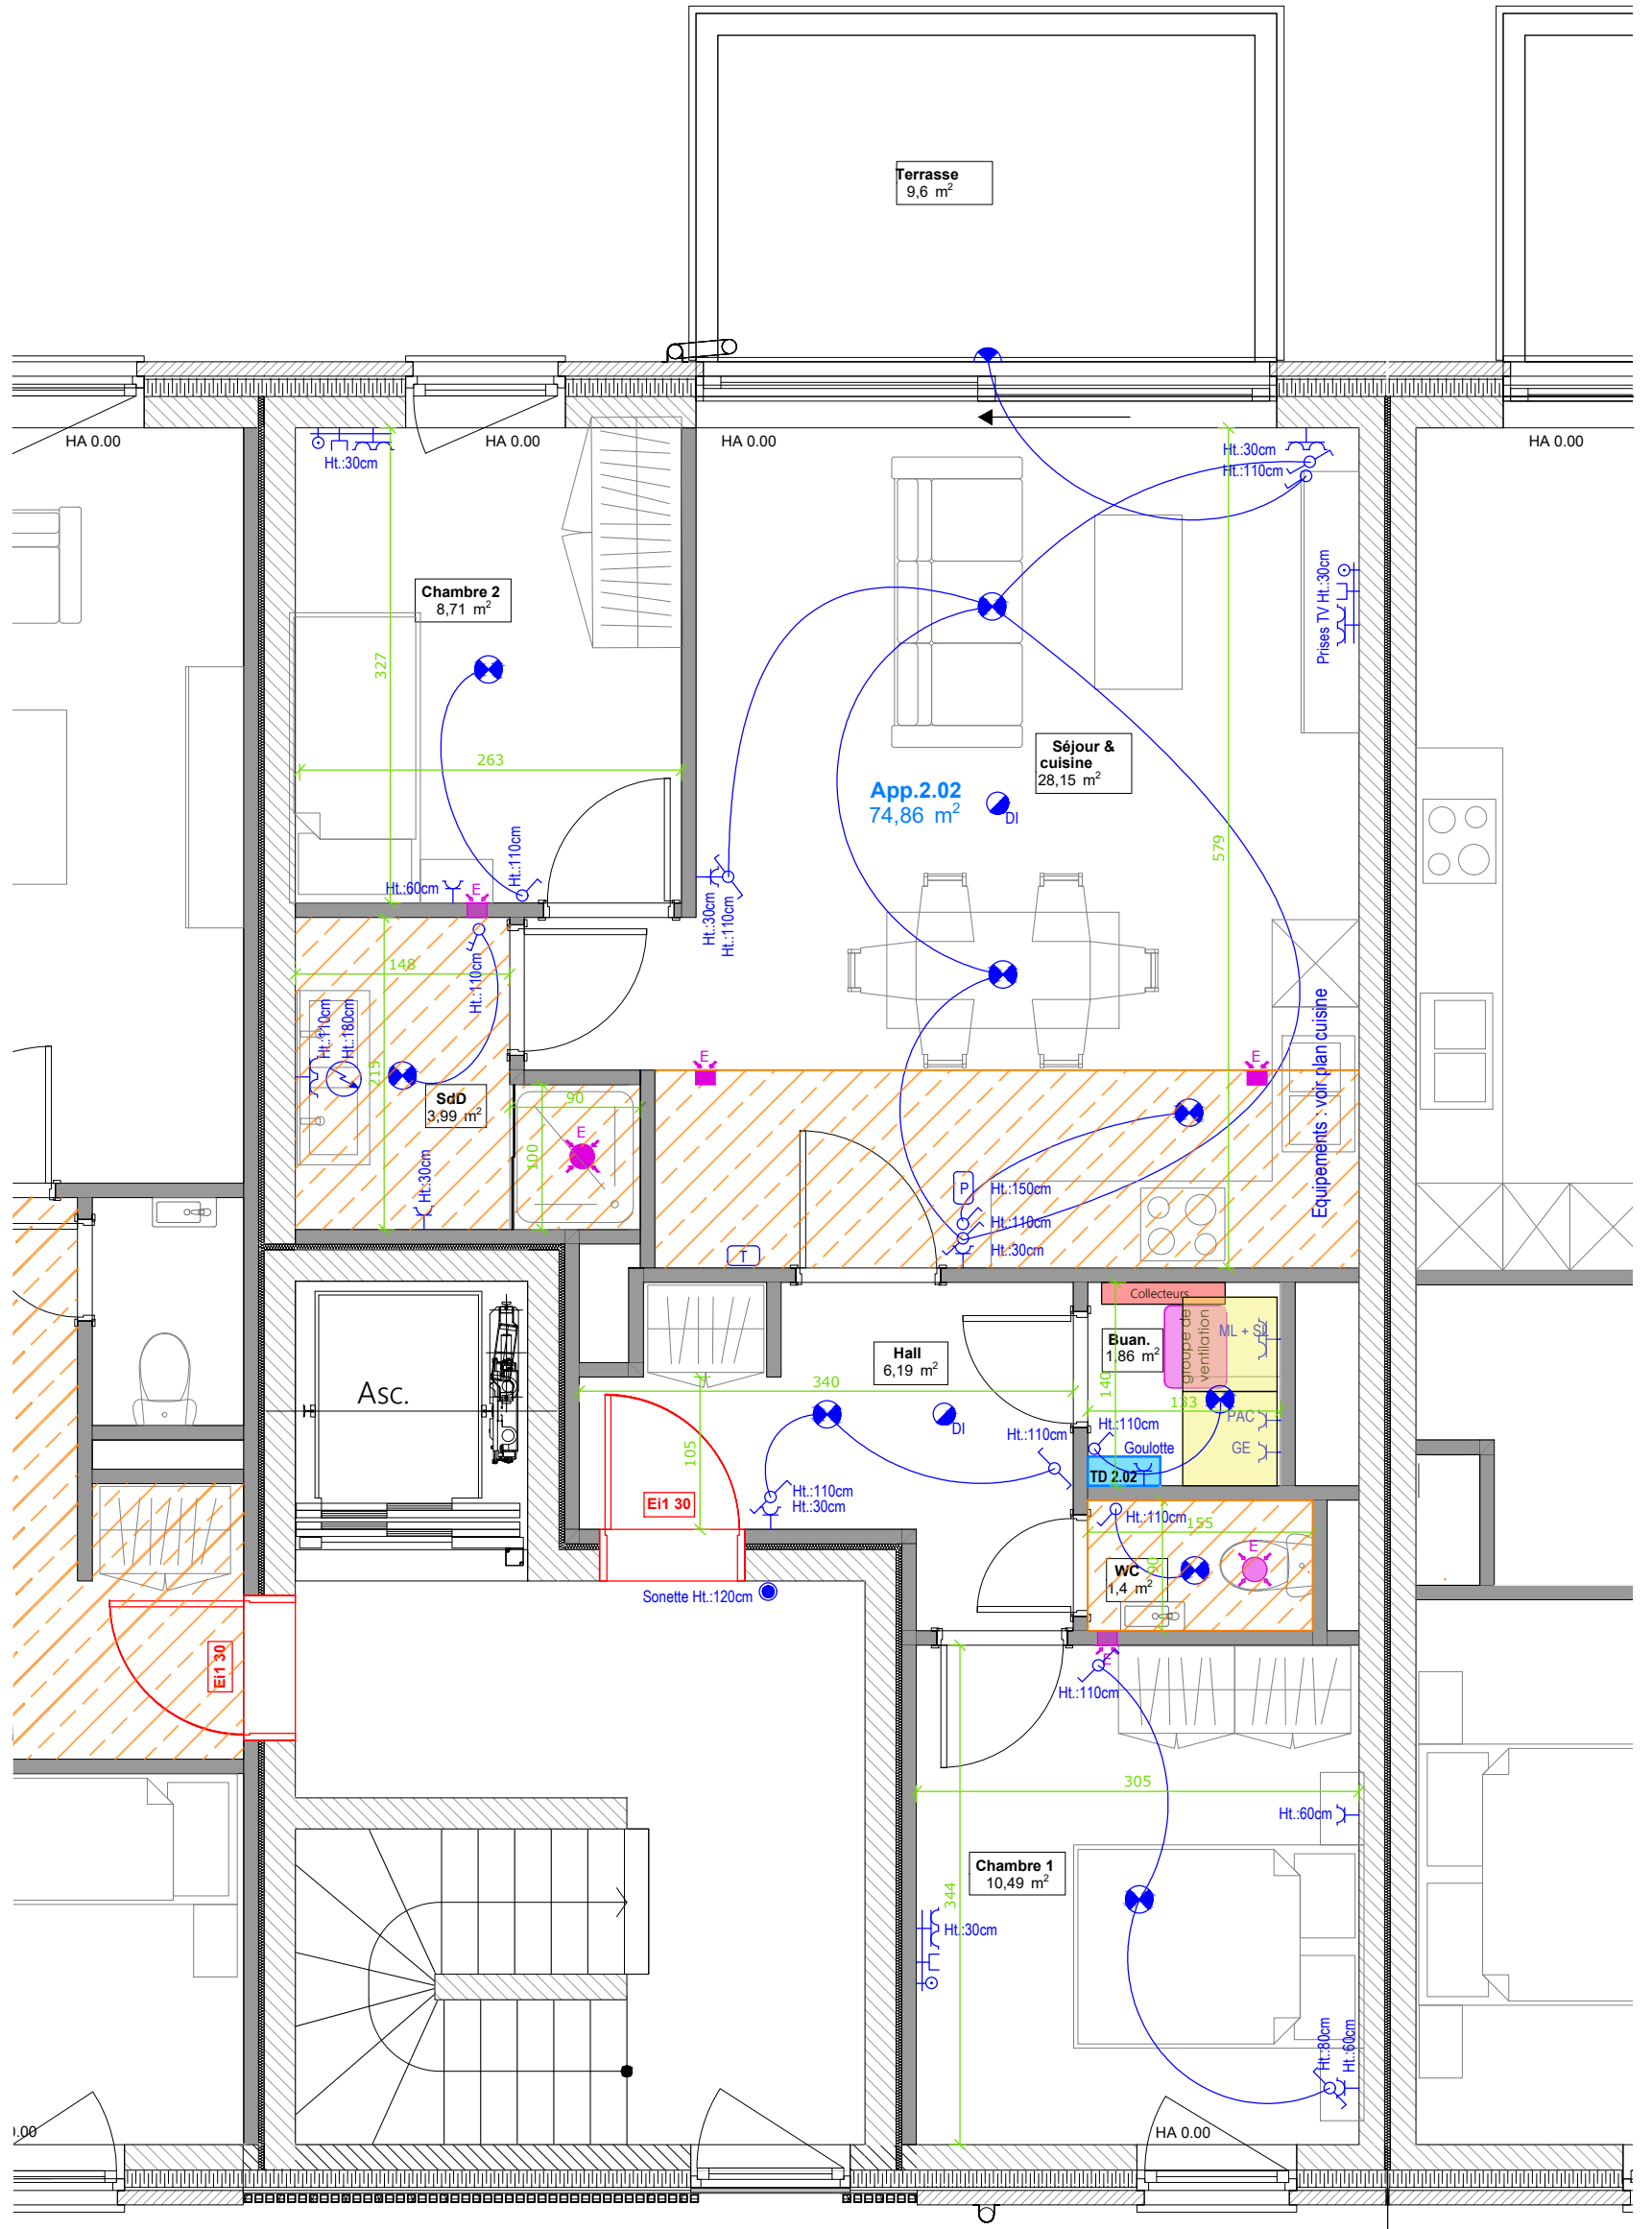 Terrasse
9,6 m²
HA 0.00
HA 0.00
HA 0.00
HA 0.00
Ht.:30cm
Ht.:30cm
Ht.:110cm
Prises TV Ht:30cm
Chambre 2
8,71 m²
327
263
Séjour &
cuisine
28,15 m²
App.2.02
74,86 m²
DI
579
Ht.:110cm
Ht.:60cm
E
Ht.:30cm
Ht.:110cm
148
Ht.:110cm
Ht.:110cm
Ht.:180cm
215
SdD
3,99 m²
90
100
E
E
E
Equipements : voir plan cuisine
Ht.:30cm
P
Ht.:150cm
Ht.:110cm
Ht.:30cm
T
Collecteurs
Buan.
1,86 m²
groupe de
ventilation
ML + SL
Hall
6,19 m²
340
140
133
PAC
GE
DI
Asc.
105
Ht.:110cm
Ht.:110cm
Goulotte
TD 2.02
Ht.:110cm
Ht.:30cm
Ei1 30
Ht.:110cm
155
E
WC
1,4 m²
90
Sonette Ht.:120cm
Ei1 30
E
Ht.:110cm
305
Ht.:60cm
Chambre 1
10,49 m²
344
Ht.:30cm
Ht.:80cm
Ht.:60cm
HA 0.00
0.00